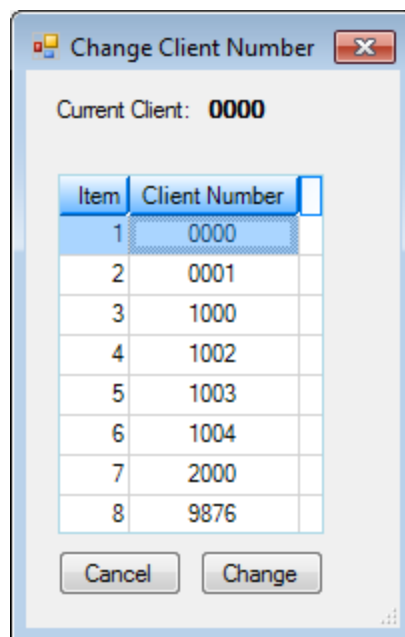 Change Client Number
Current Client: 0000
Item Client Number
1 0000
2 0001
3 1000
4 1002
5 1003
6 1004
7 2000
8 9876
Cancel Change